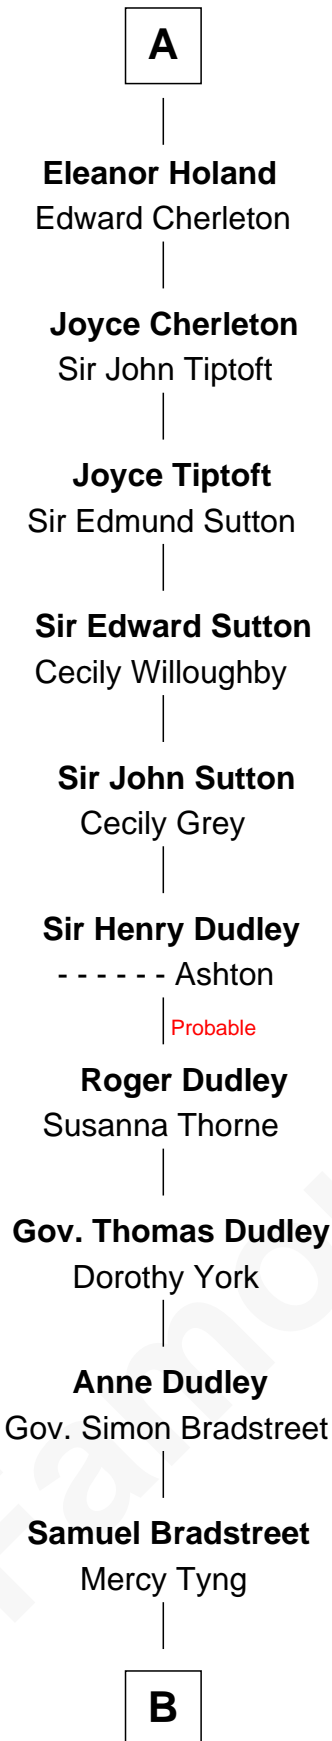 A
Eleanor Holand
Edward Cherleton
Joyce Cherleton
Sir John Tiptoft
Joyce Tiptoft
Sir Edmund Sutton
Sir Edward Sutton
Cecily Willoughby
Sir John Sutton
Cecily Grey
Sir Henry Dudley
- - - - - - Ashton
Probable
Roger Dudley
Susanna Thorne
Gov. Thomas Dudley
Dorothy York
Anne Dudley
Gov. Simon Bradstreet
Samuel Bradstreet
Mercy Tyng
B